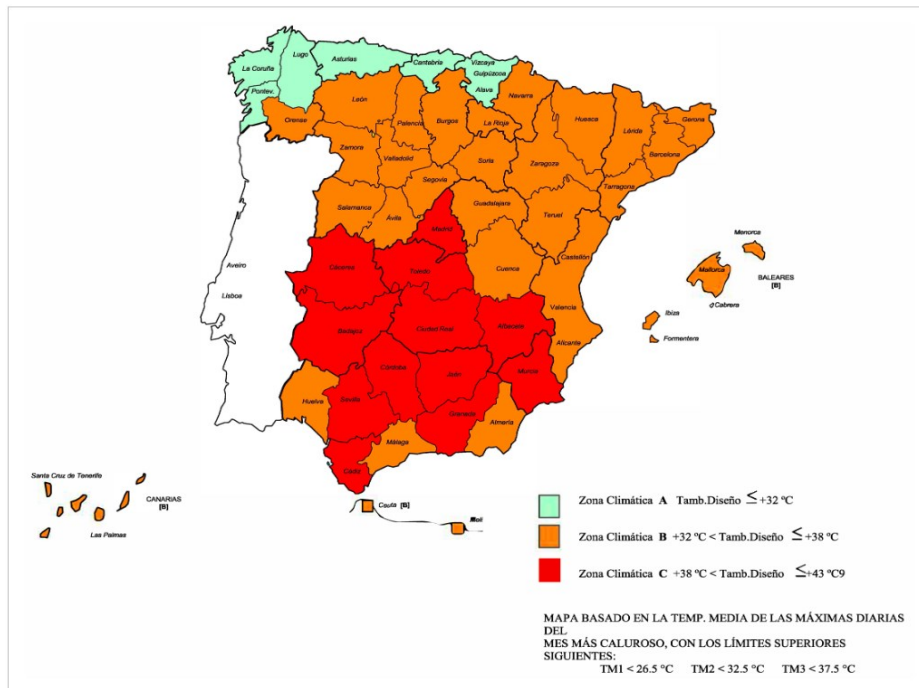 Lugo
Asturias
Cantabria
Vizcaya
La Coruña
Guipúzcoa
Alava
Pontev.
Navarra
León
Orense
Palencia
Burgos
La Rioja
Huesca
Lérida
Gerona
Zamora
Valladolid
Soria
Zaragoza
Barcelona
Segovia
Tarragona
Salamanca
Ávila
Guadalajara
Teruel
Madrid
Menorca
Castellón
Aveiro
Cáceres
Toledo
Cuenca
Mallorca
BALEARES
[B]
Lisboa
Cabrera
Valencia
Ibiza
Badajoz
Ciudad Real
Albacete
Alicante
Formentera
Córdoba
Jaén
Murcia
Huelva
Sevilla
Granada
Almería
Málaga
Cádiz
Santa Cruz de Tenerife
CANARIAS
[B]
Las Palmas
Ceuta [B]
Meli
Zona Climática A Tamb.Diseño ≤+32 ºC
Zona Climática B +32 ºC < Tamb.Diseño ≤+38 ºC
Zona Climática C +38 ºC < Tamb.Diseño ≤+43 ºC9
MAPA BASADO EN LA TEMP. MEDIA DE LAS MÁXIMAS DIARIAS
DEL
MES MÁS CALUROSO, CON LOS LÍMITES SUPERIORES
SIGUIENTES:
TM1 < 26.5 °C TM2 < 32.5 °C TM3 < 37.5 °C